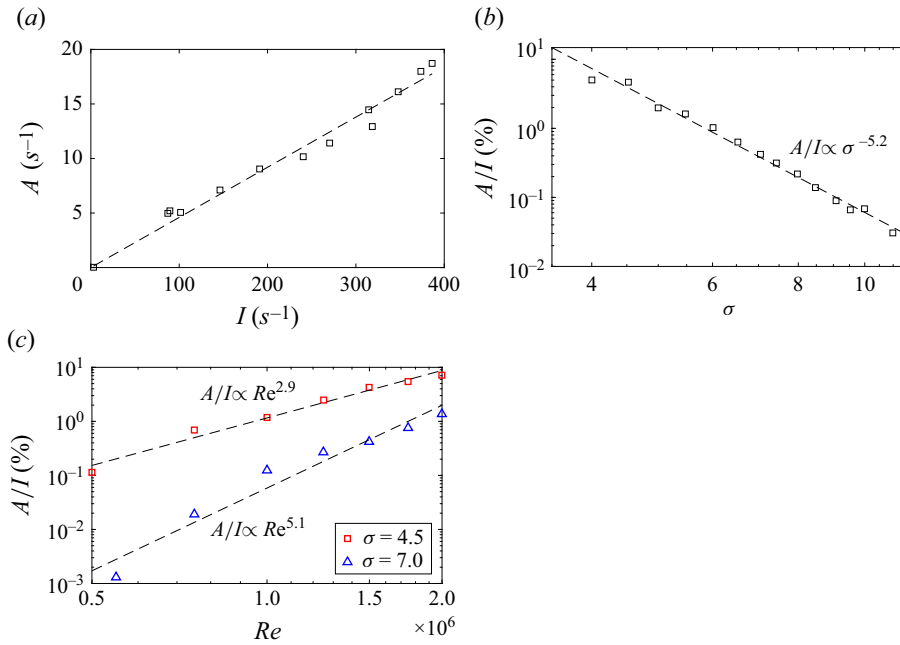 (a)
20
15
10
5
0
100
200
300
400
A (s⁻¹)
I (s⁻¹)
(b)
10¹
10⁰
10⁻¹
10⁻²
4
6
8
10
A/I (%)
σ
A/I∝ σ⁻⁵·²
(c)
10¹
10⁰
10⁻¹
10⁻²
10⁻³
0.5
1.0
1.5
2.0
×10⁶
A/I (%)
Re
A/I∝ Re²·⁹
A/I∝ Re⁵·¹
σ = 4.5
σ = 7.0